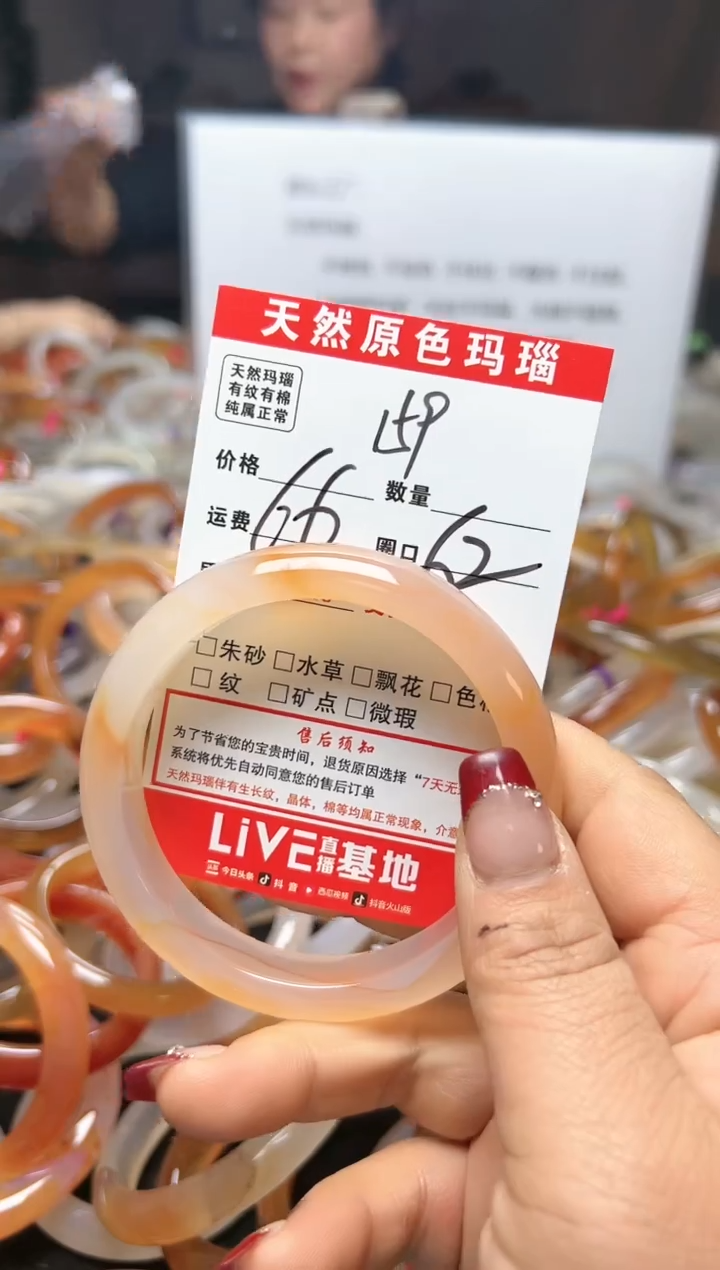 天然原色玛瑙
天然玛瑙
有纹有棉
纯属正常
159
价格 数量
运费 66 圈口 62
□朱砂 □水草 □飘花 □色
□ 纹 □矿点 □微瑕
售后须知
为了节省您的宝贵时间，退货原因选择“7天无
系统将优先自动同意您的售后订单
天然玛瑙伴有生长纹，晶体，棉等均属正常现象，介意
LiVE直播基地
头条 今日头条 抖音 西瓜视频 抖音火山版